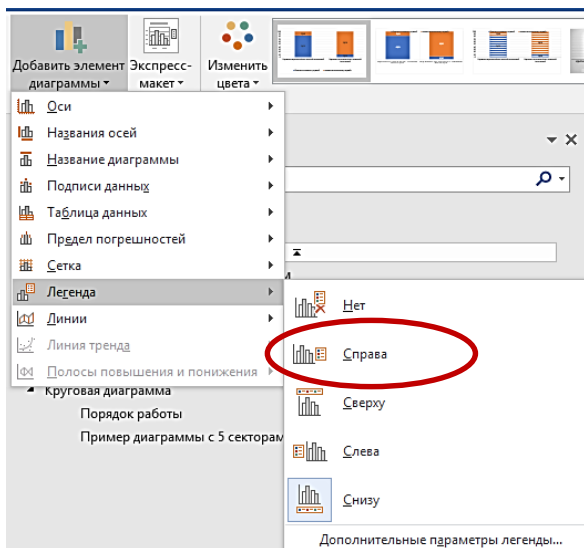 Добавить элемент диаграммы
Экспресс-макет
Изменить цвета
Оси
Названия осей
Название диаграммы
Подписи данных
Таблица данных
Предел погрешностей
Сетка
Легенда
Линии
Линия тренда
Полосы повышения и понижения
Нет
Справа
Сверху
Слева
Снизу
Дополнительные параметры легенды...
Круговая диаграмма
Порядок работы
Пример диаграммы с 5 секторам